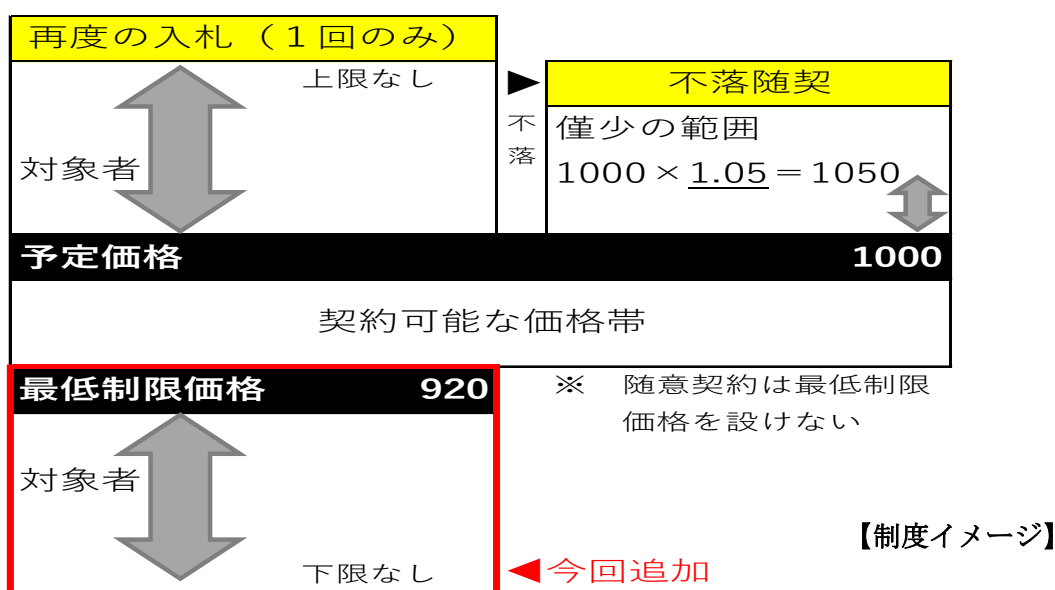 再度の入札（１回のみ）
上限なし
対象者
▶
不
落
不落随契
僅少の範囲
1000×1.05＝1050
予定価格 1000
契約可能な価格帯
最低制限価格 920
対象者
下限なし
※ 随意契約は最低制限
価格を設けない
【制度イメージ】
◀今回追加